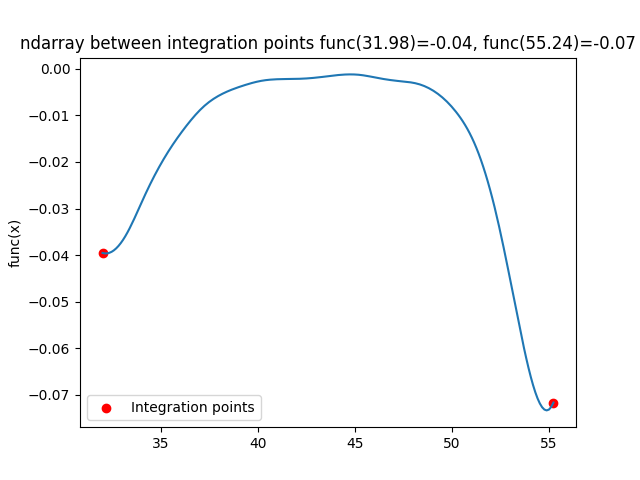 ndarray between integration points func(31.98)=-0.04, func(55.24)=-0.07
0.00
−0.01
−0.02
−0.03
−0.04
−0.05
−0.06
−0.07
func(x)
Integration points
35 40 45 50 55